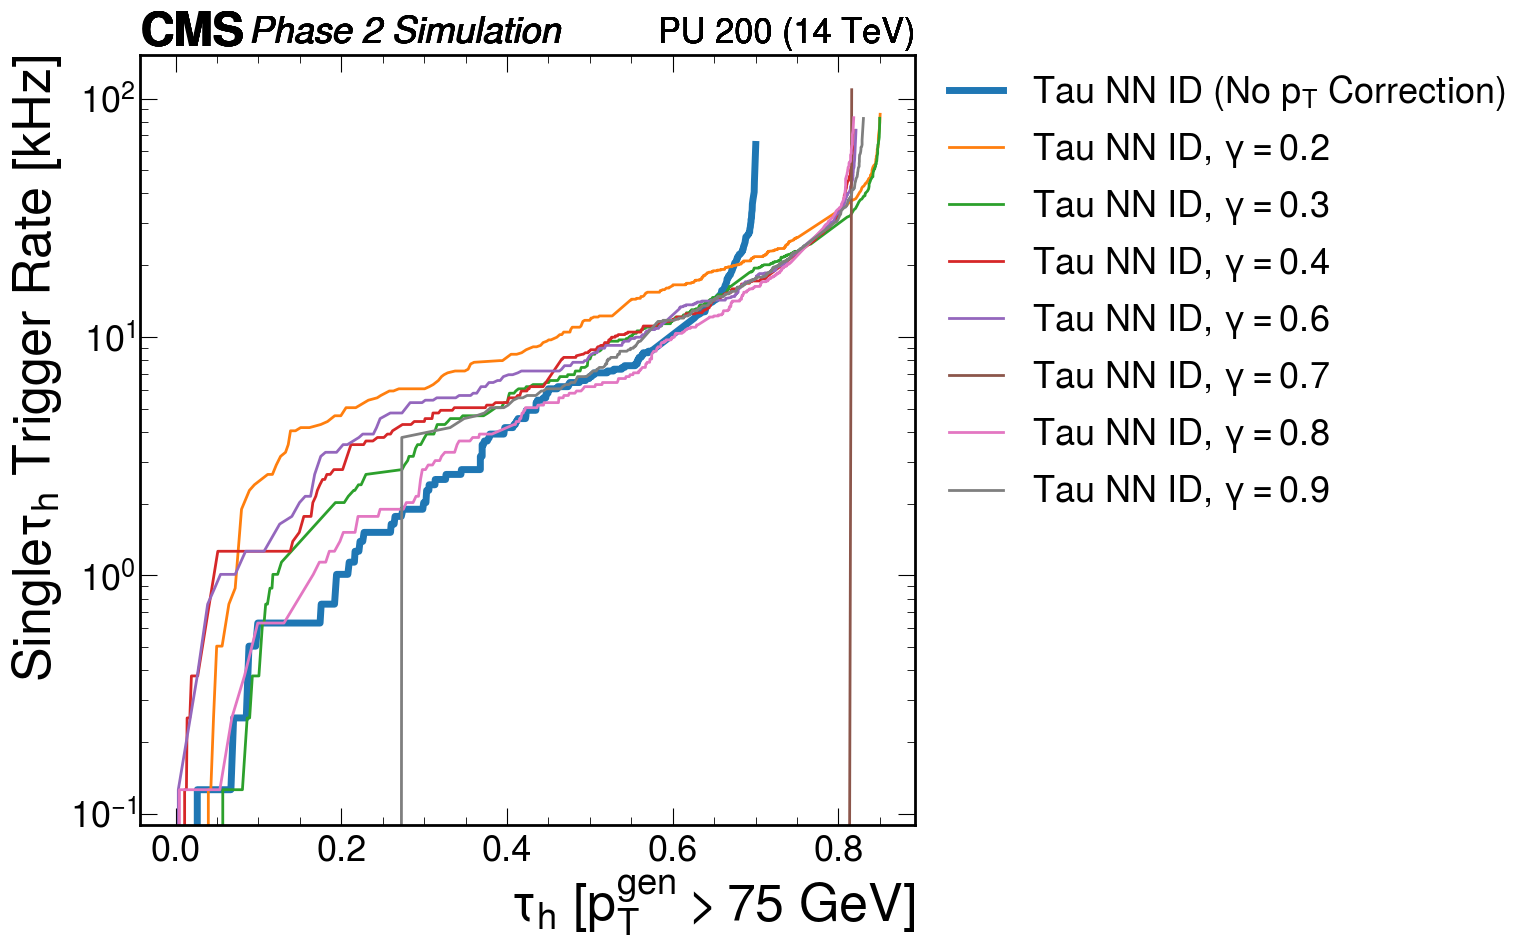 CMS Phase 2 Simulation PU 200 (14 TeV)
Single τh Trigger Rate [kHz]
10²
10¹
10⁰
10⁻¹
0.0 0.2 0.4 0.6 0.8
τh [pTgen > 75 GeV]
Tau NN ID (No pT Correction)
Tau NN ID, γ = 0.2
Tau NN ID, γ = 0.3
Tau NN ID, γ = 0.4
Tau NN ID, γ = 0.6
Tau NN ID, γ = 0.7
Tau NN ID, γ = 0.8
Tau NN ID, γ = 0.9